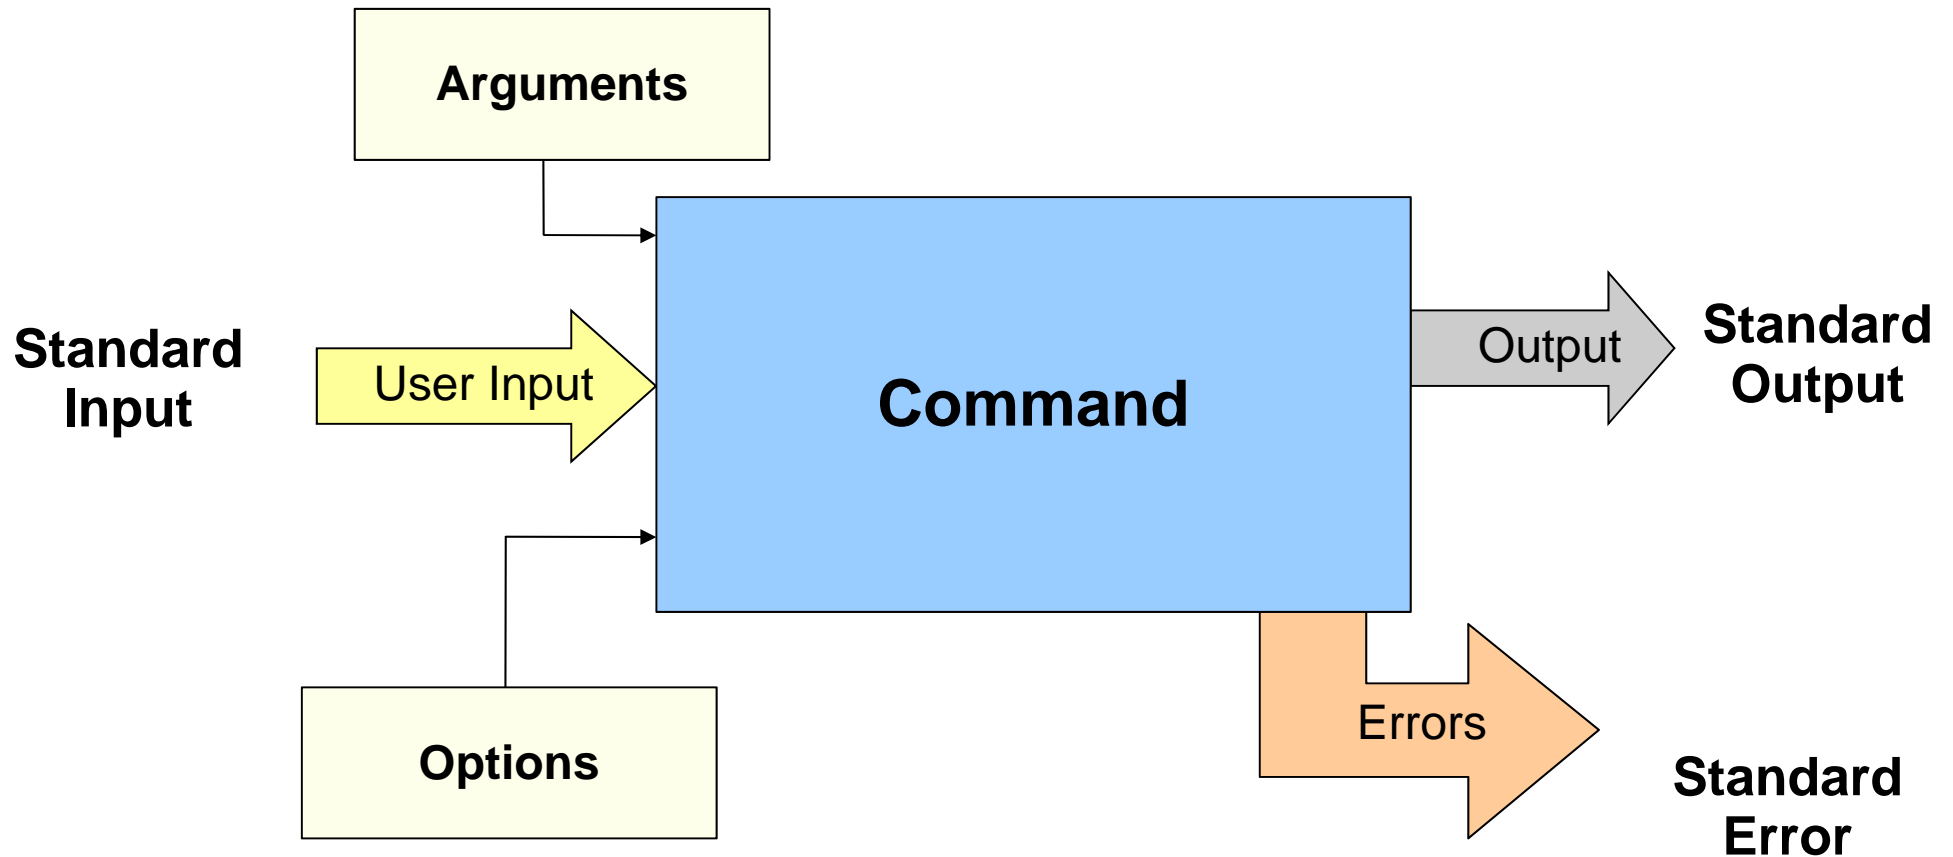 Arguments
Standard
Input
User Input
Command
Output
Standard
Output
Errors
Options
Standard
Error